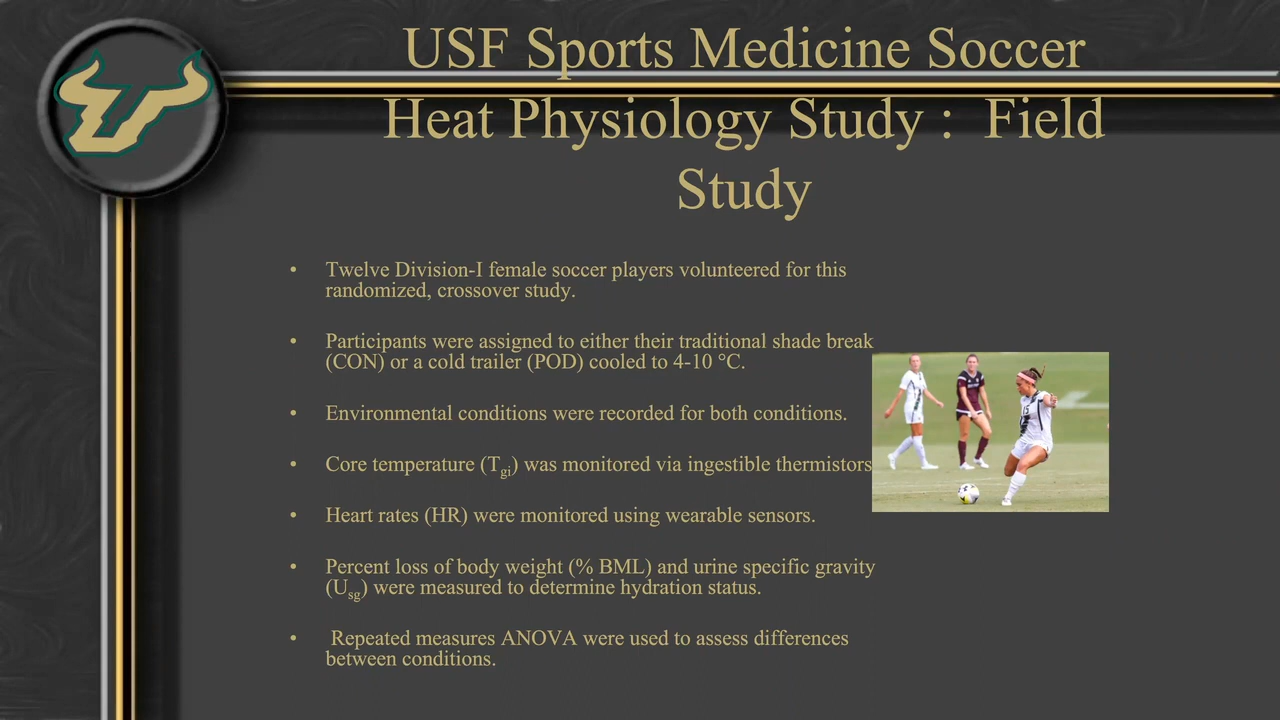 USF Sports Medicine Soccer
Heat Physiology Study :  Field
Study
• Twelve Division-I female soccer players volunteered for this
randomized, crossover study.
• Participants were assigned to either their traditional shade break
(CON) or a cold trailer (POD) cooled to 4-10 °C.
• Environmental conditions were recorded for both conditions.
• Core temperature (Tgi) was monitored via ingestible thermistors
• Heart rates (HR) were monitored using wearable sensors.
• Percent loss of body weight (% BML) and urine specific gravity
(Usg) were measured to determine hydration status.
• Repeated measures ANOVA were used to assess differences
between conditions.